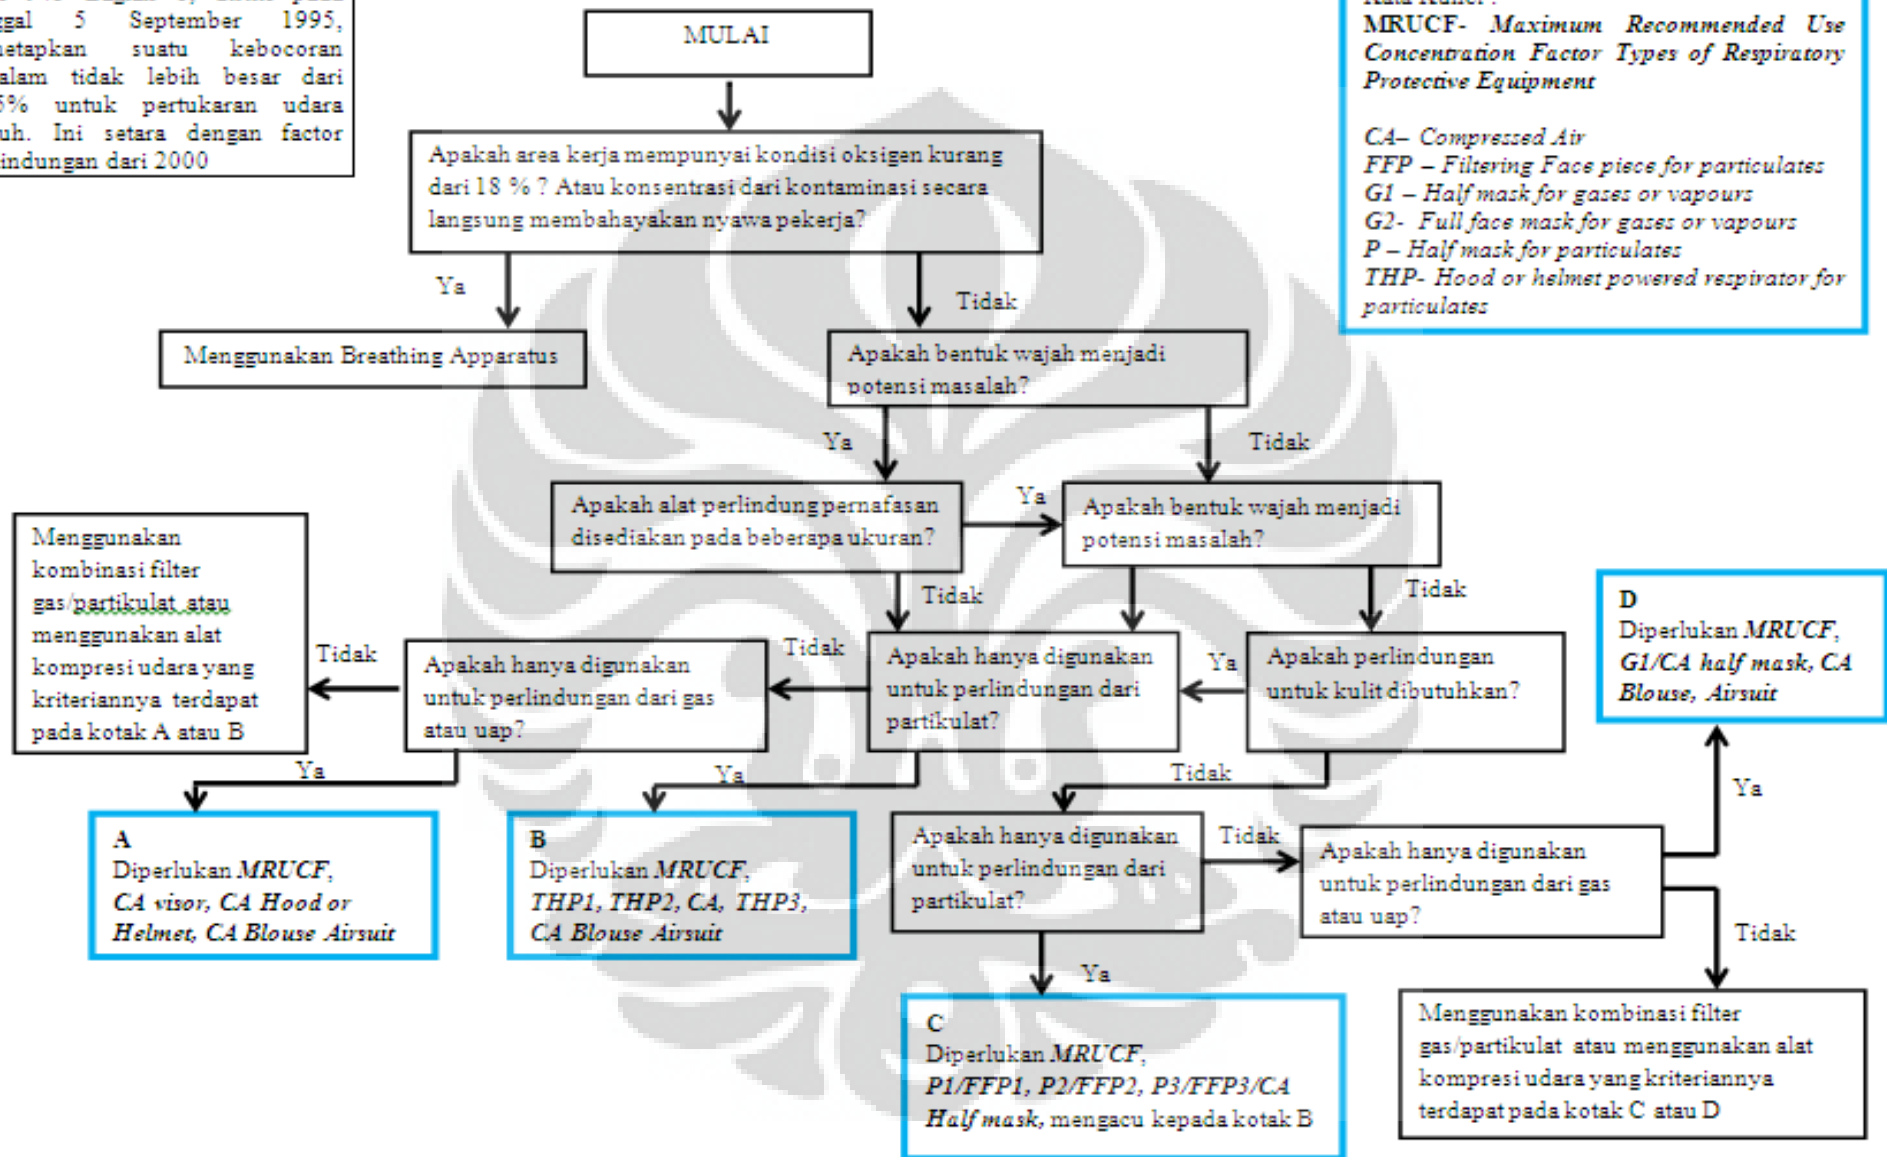 5 September 1995,
suatu kebocoran
tidak lebih besar dari
untuk pertukaran udara
Ini setara dengan factor
dari 2000
MULAI
MRUCF- Maximum Recommended Use
Concentration Factor Types of Respiratory
Protective Equipment
CA– Compressed Air
FFP – Filtering Face piece for particulates
G1 – Half mask for gases or vapours
G2- Full face mask for gases or vapours
P – Half mask for particulates
THP- Hood or helmet powered respirator for
particulates
Apakah area kerja mempunyai kondisi oksigen kurang
dari 18 % ? Atau konsentrasi dari kontaminasi secara
langsung membahayakan nyawa pekerja?
Ya
Tidak
Menggunakan Breathing Apparatus
Apakah bentuk wajah menjadi
potensi masalah?
Ya
Tidak
Apakah alat perlindung pernafasan
disediakan pada beberapa ukuran?
Ya
Apakah bentuk wajah menjadi
potensi masalah?
Tidak
Tidak
Menggunakan
kombinasi filter
gas/partikulat atau
menggunakan alat
kompresi udara yang
kriteriannya terdapat
pada kotak A atau B
Tidak
Apakah hanya digunakan
untuk perlindungan dari gas
atau uap?
Tidak
Apakah hanya digunakan
untuk perlindungan dari
partikulat?
Ya
Apakah perlindungan
untuk kulit dibutuhkan?
D
Diperlukan MRUCF,
G1/CA half mask, CA
Blouse, Airsuit
Ya
Ya
Tidak
Ya
A
Diperlukan MRUCF,
CA visor, CA Hood or
Helmet, CA Blouse Airsuit
B
Diperlukan MRUCF,
THP1, THP2, CA, THP3,
CA Blouse Airsuit
Apakah hanya digunakan
untuk perlindungan dari
partikulat?
Tidak
Apakah hanya digunakan
untuk perlindungan dari gas
atau uap?
Tidak
Ya
C
Diperlukan MRUCF,
P1/FFP1, P2/FFP2, P3/FFP3/CA
Half mask, mengacu kepada kotak B
Menggunakan kombinasi filter
gas/partikulat atau menggunakan alat
kompresi udara yang kriteriannya
terdapat pada kotak C atau D